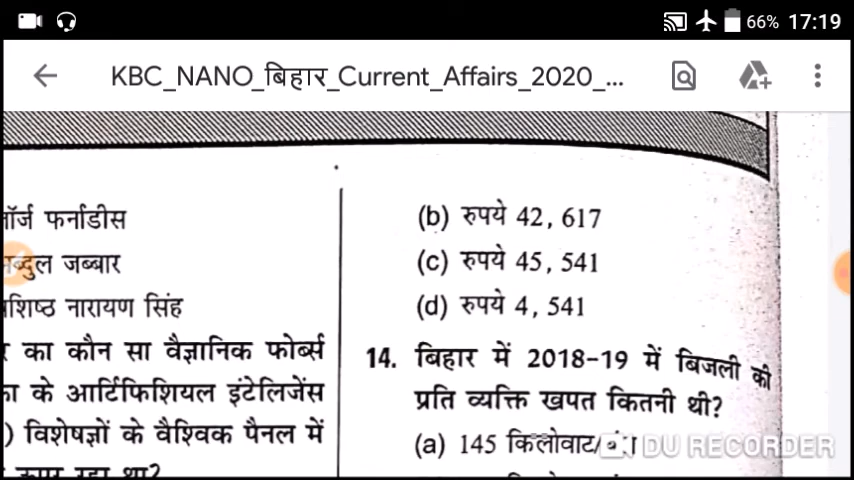 66% 17:19
KBC_NANO_बिहार_Current_Affairs_2020_...
फर्नाडीस
जब्बार
नारायण सिंह
का कौन सा वैज्ञानिक फोर्ब्स
के आर्टिफिशियल इंटेलिजेंस
) विशेषज्ञों के वैश्विक पैनल में
(b) रुपये 42, 617
(c) रुपये 45, 541
(d) रुपये 4, 541
14. बिहार में 2018-19 में बिजली की
प्रति व्यक्ति खपत कितनी थी?
(a) 145 किलोवाट/
DU RECORDER